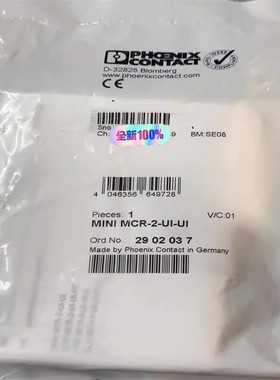 PHOENIX
CONTACT
D-32825 Blomberg
www.phoenixcontact.com
CE
Sno
Ch
全新100%
9 BM:SE08
4 046356 649728
Pieces: 1 V/C:01
MINI MCR-2-UI-UI
Ord.No.: 29 02 03 7
Made by Phoenix Contact in Germany